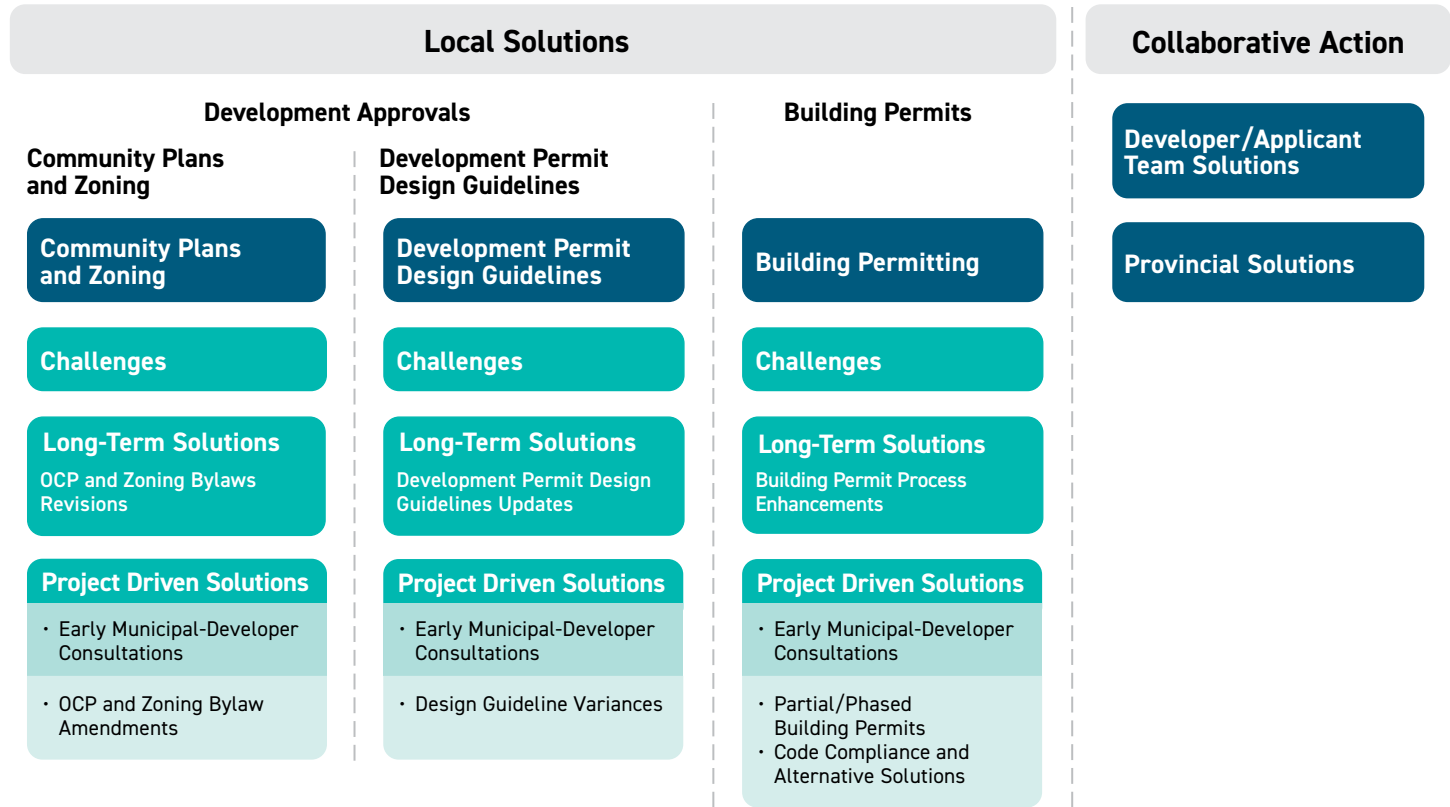 Local Solutions
Collaborative Action
Development Approvals
Building Permits
Community Plans
and Zoning
Development Permit
Design Guidelines
Community Plans
and Zoning
Challenges
Long-Term Solutions
OCP and Zoning Bylaws
Revisions
Project Driven Solutions
· Early Municipal-Developer
Consultations
· OCP and Zoning Bylaw
Amendments
Development Permit
Design Guidelines
Challenges
Long-Term Solutions
Development Permit Design
Guidelines Updates
Project Driven Solutions
· Early Municipal-Developer
Consultations
· Design Guideline Variances
Building Permitting
Challenges
Long-Term Solutions
Building Permit Process
Enhancements
Project Driven Solutions
· Early Municipal-Developer
Consultations
· Partial/Phased
Building Permits
· Code Compliance and
Alternative Solutions
Developer/Applicant
Team Solutions
Provincial Solutions